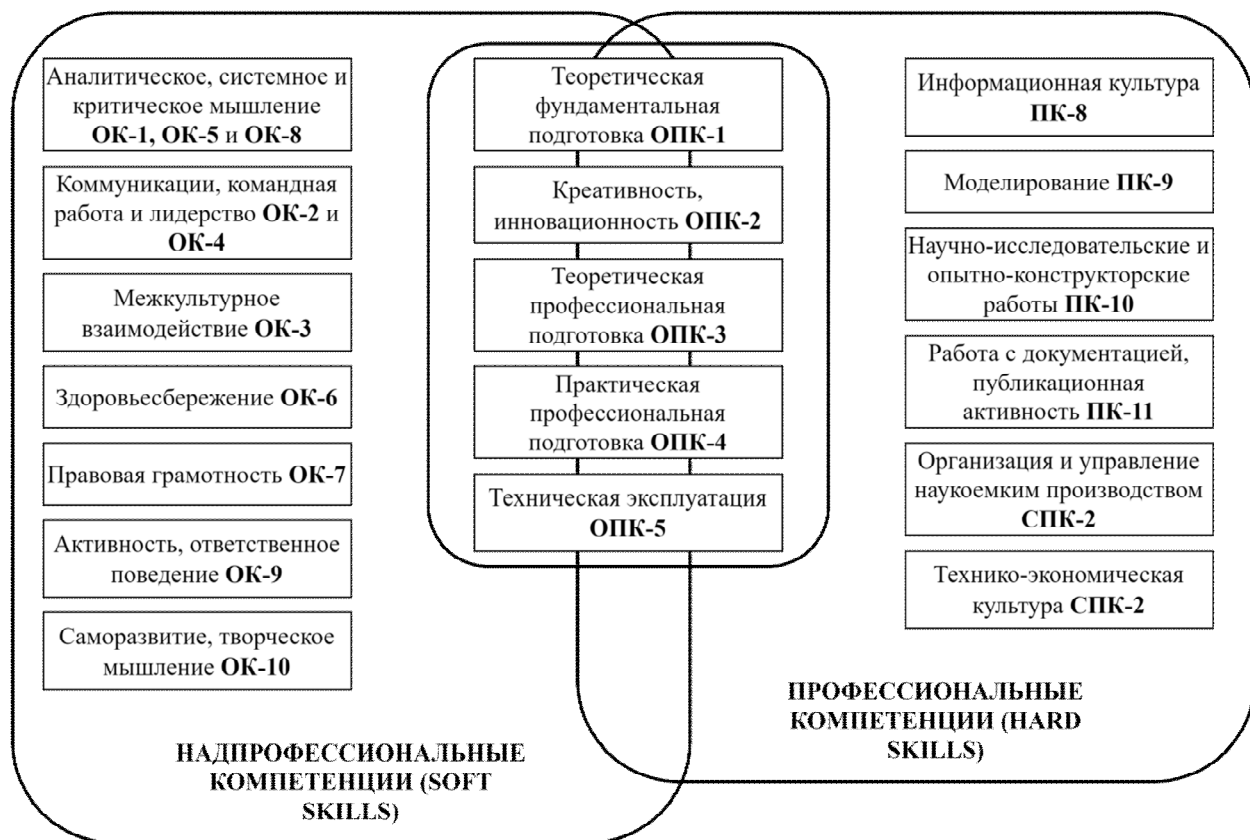 Аналитическое, системное и
критическое мышление
ОК-1, ОК-5 и ОК-8
Коммуникации, командная
работа и лидерство ОК-2 и
ОК-4
Межкультурное
взаимодействие ОК-3
Здоровьесбережение ОК-6
Правовая грамотность ОК-7
Активность, ответственное
поведение ОК-9
Саморазвитие, творческое
мышление ОК-10
НАДПРОФЕССИОНАЛЬНЫЕ
КОМПЕТЕНЦИИ (SOFT
SKILLS)
Теоретическая
фундаментальная
подготовка ОПК-1
Креативность,
инновационность ОПК-2
Теоретическая
профессиональная
подготовка ОПК-3
Практическая
профессиональная
подготовка ОПК-4
Техническая эксплуатация
ОПК-5
Информационная культура
ПК-8
Моделирование ПК-9
Научно-исследовательские и
опытно-конструкторские
работы ПК-10
Работа с документацией,
публикационная
активность ПК-11
Организация и управление
наукоемким производством
СПК-2
Технико-экономическая
культура СПК-2
ПРОФЕССИОНАЛЬНЫЕ
КОМПЕТЕНЦИИ (HARD
SKILLS)